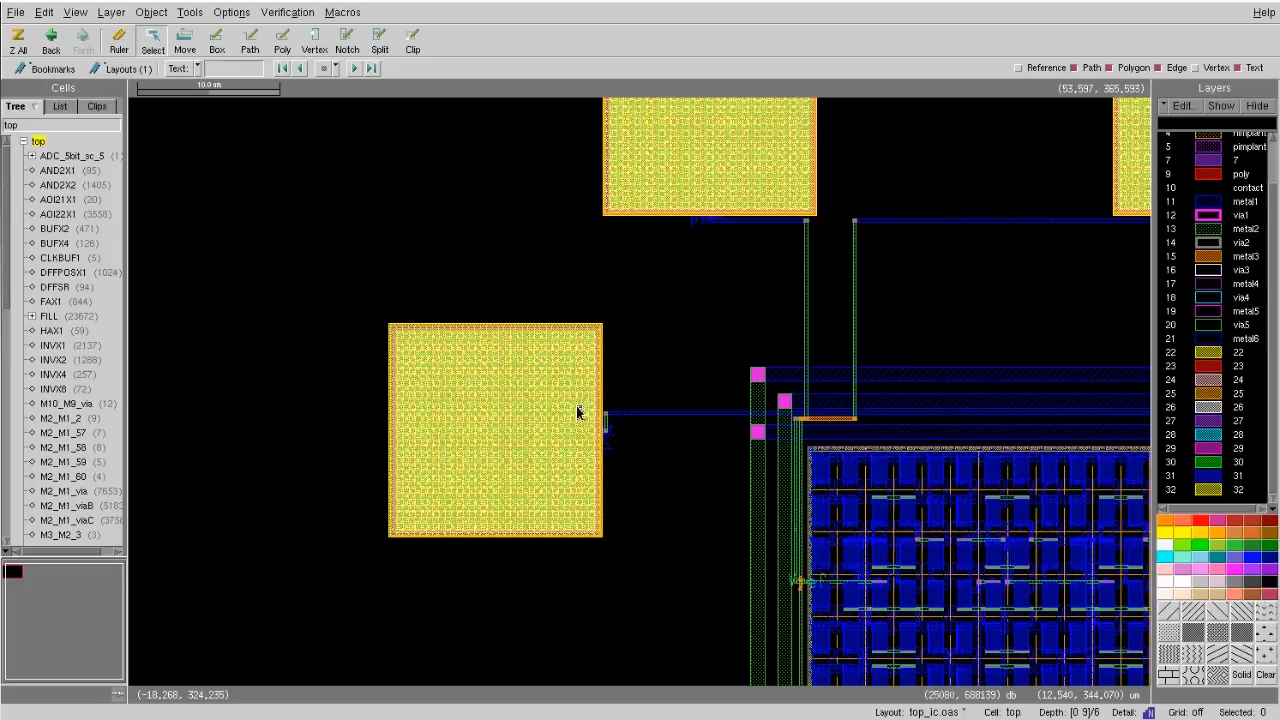 File Edit View Layer Object Tools Options Verification Macros Help
Z All Back Forth Ruler Select Move Box Path Poly Vertex Notch Split Clip
Bookmarks Layouts (1) Text: Reference Path Polygon Edge Vertex Text
Cells 10.0 um (53,597, 365,593) Layers
Tree List Clips Edit... Show Hide
top
top
ADC_5bit_sc_5 (1)
AND2X1 (95)
AND2X2 (1405)
AOI21X1 (20)
AOI22X1 (3558)
BUFX2 (471)
BUFX4 (126)
CLKBUF1 (5)
DFFPOSX1 (1024)
DFFSR (94)
FAX1 (844)
FILL (23672)
HAX1 (59)
INVX1 (2137)
INVX2 (1268)
INVX4 (257)
INVX8 (72)
M10_M9_via (12)
M2_M1_2 (9)
M2_M1_57 (7)
M2_M1_58 (8)
M2_M1_59 (5)
M2_M1_60 (4)
M2_M1_via (7653)
M2_M1_viaB (5183
M2_M1_viaC (3758
M3_M2_3 (3)
4 nimplant
5 pimplant
7 7
9 poly
10 contact
11 metal1
12 via1
13 metal2
14 via2
15 metal3
16 via3
17 metal4
18 via4
19 metal5
20 via5
21 metal6
22 22
23 23
24 24
25 25
26 26
27 27
28 28
29 29
30 30
31 31
32 32
Solid Clear
(-18,268, 324,235) (25080, 688139) db (12,540, 344,070) um
Layout: top_ic.oas * Cell: top Depth: [0 9]/6 Detail: Grid: off Selected: 0